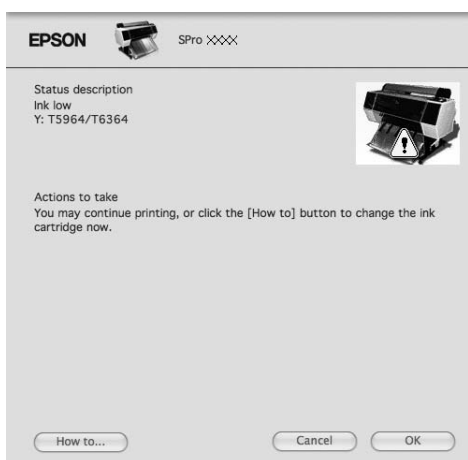 EPSON SPro XXXX
Status description
Ink low
Y: T5964/T6364
Actions to take
You may continue printing, or click the [How to] button to change the ink
cartridge now.
How to... Cancel OK